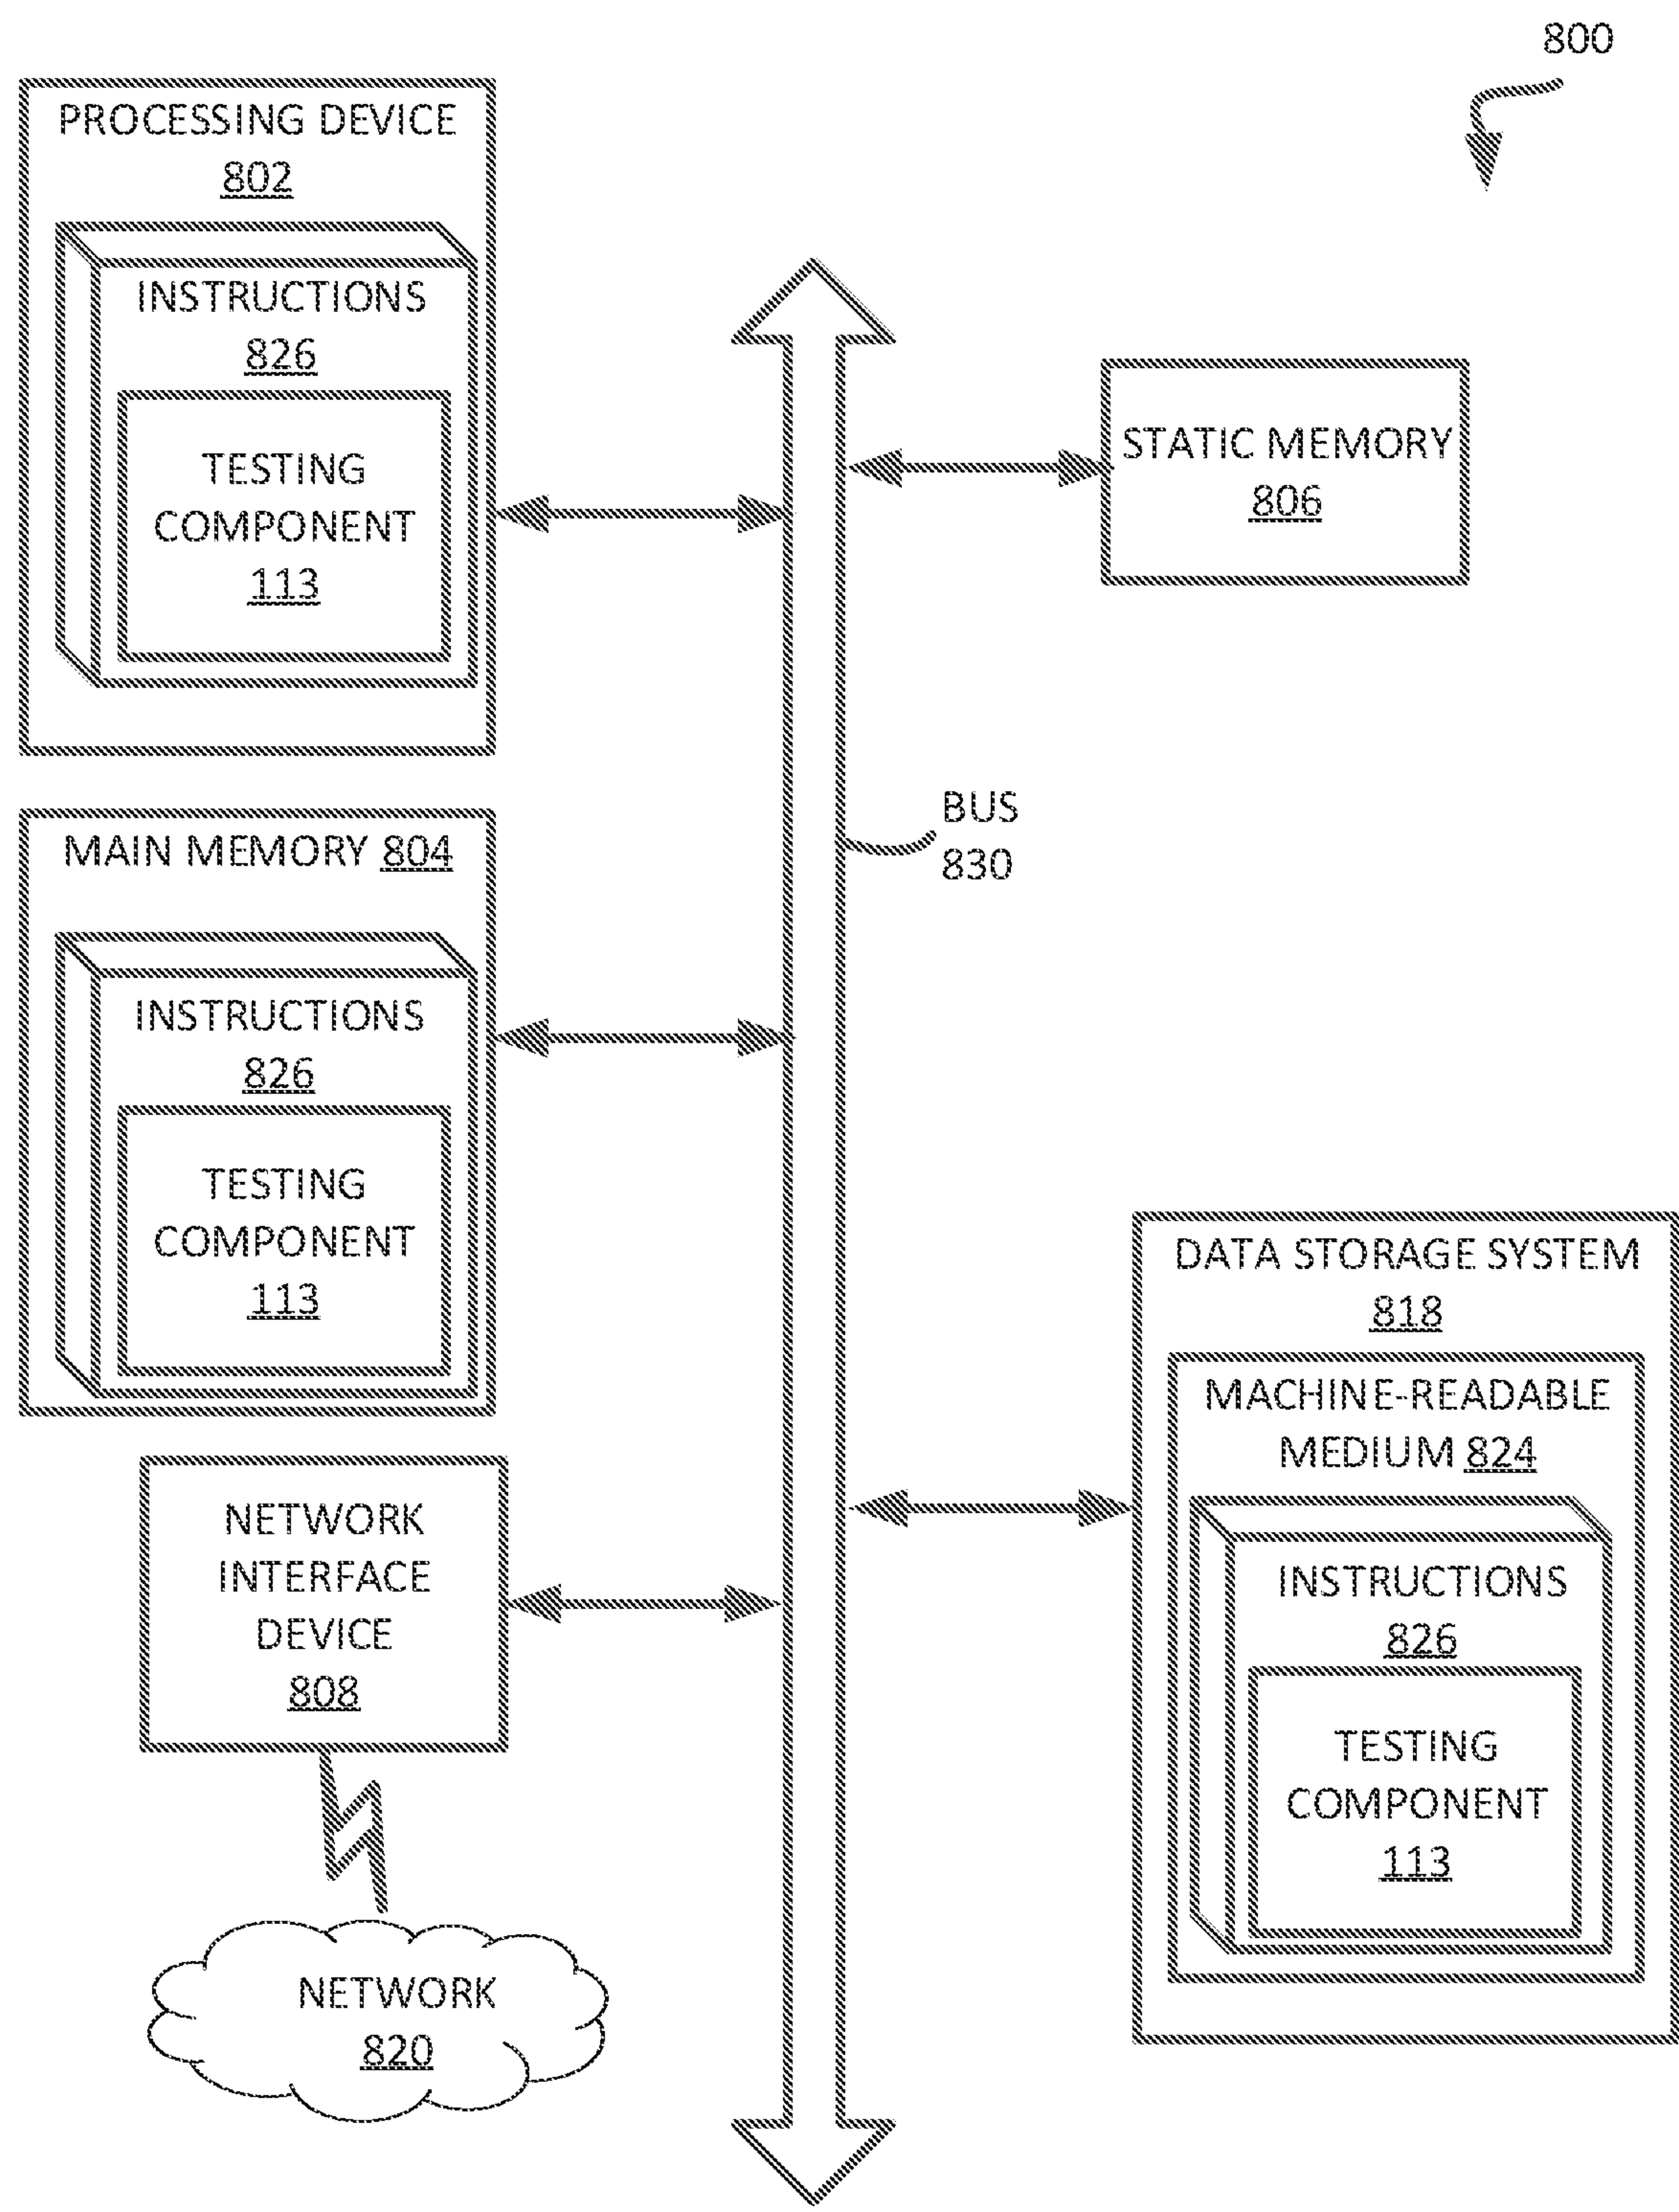 800
PROCESSING DEVICE
802
INSTRUCTIONS
826
TESTING
COMPONENT
113
STATIC MEMORY
806
BUS
830
MAIN MEMORY 804
INSTRUCTIONS
826
TESTING
COMPONENT
113
DATA STORAGE SYSTEM
818
MACHINE-READABLE
MEDIUM 824
INSTRUCTIONS
826
TESTING
COMPONENT
113
NETWORK
INTERFACE
DEVICE
808
NETWORK
820